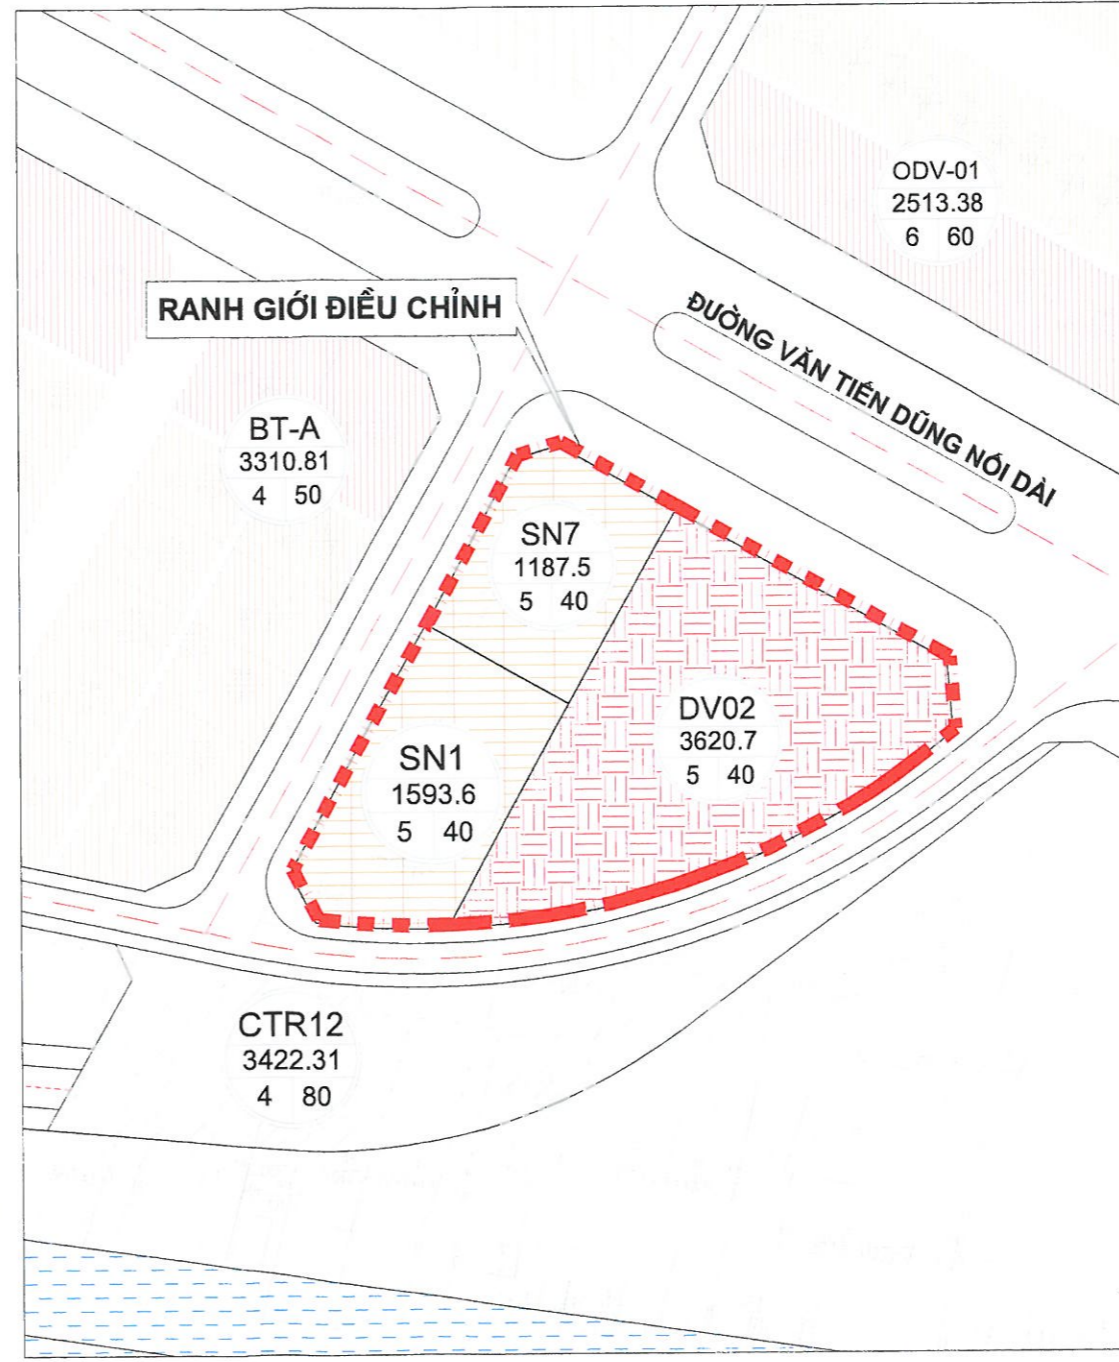 ODV-01
2513.38
6 60
RANH GIỚI ĐIỀU CHỈNH
ĐƯỜNG VĂN TIẾN DŨNG NỐI DÀI
BT-A
3310.81
4 50
SN7
1187.5
5 40
DV02
3620.7
5 40
SN1
1593.6
5 40
CTR12
3422.31
4 80